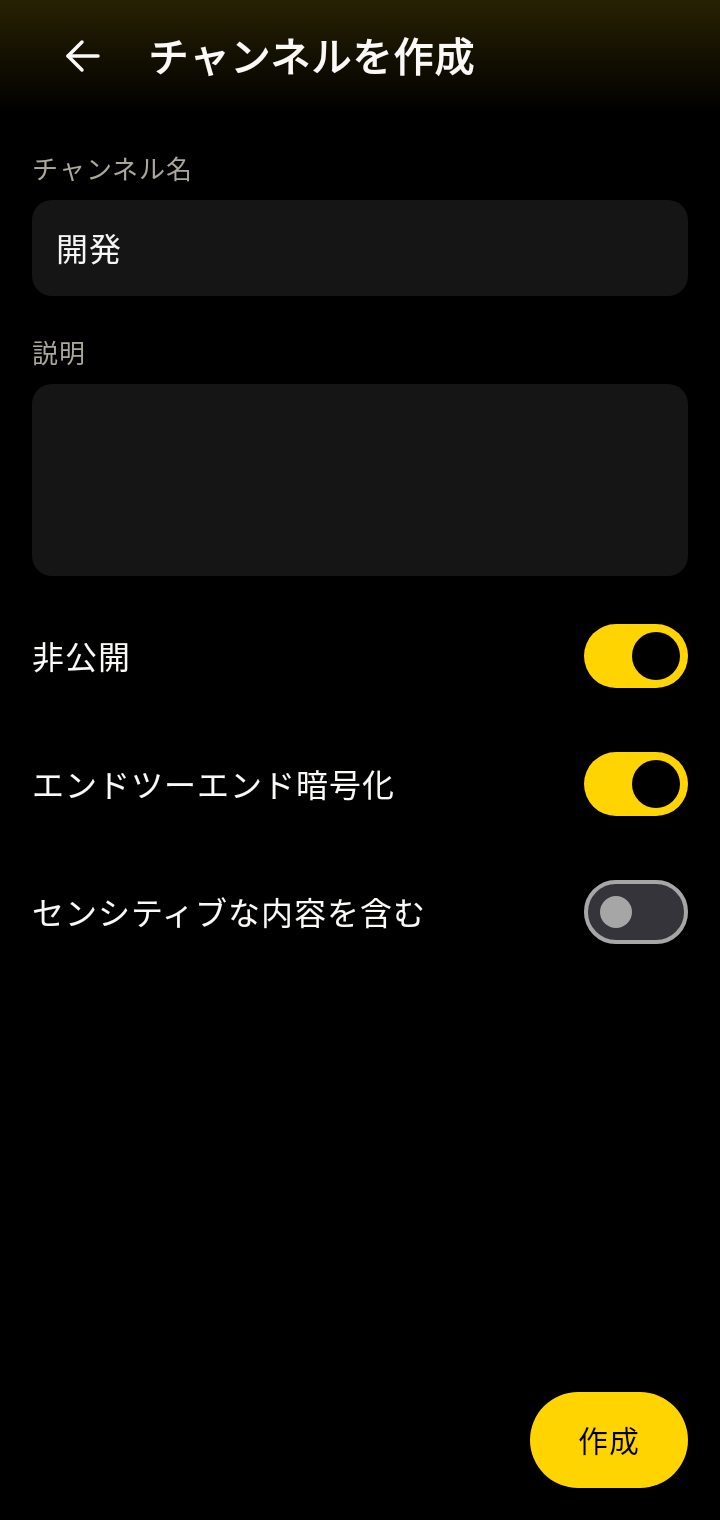 チャンネルを作成
チャンネル名
開発
説明
非公開
エンドツーエンド暗号化
センシティブな内容を含む
作成